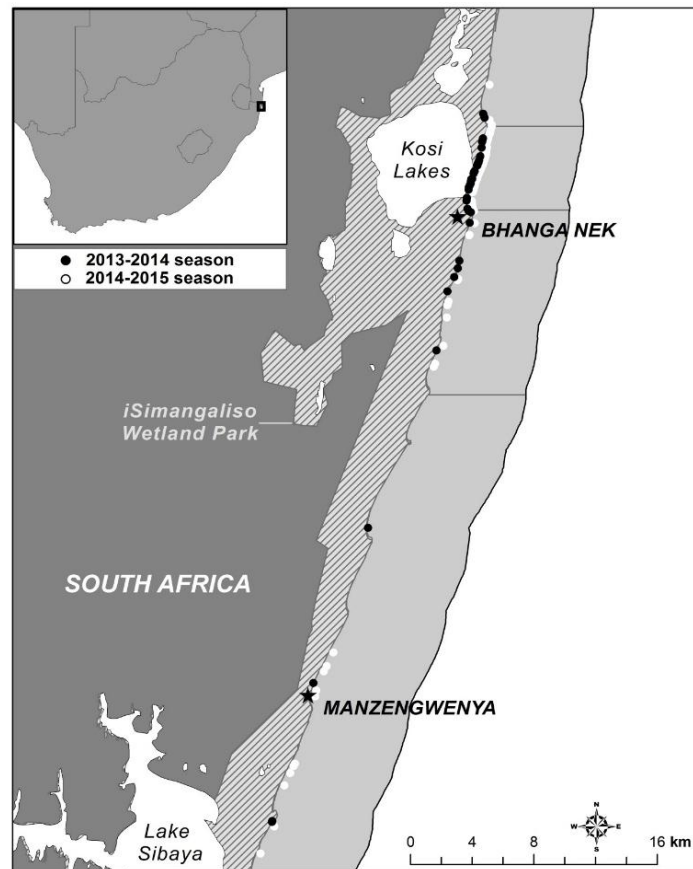 Kosi
Lakes
BHANGA NEK
2013-2014 season
2014-2015 season
iSimangaliso
Wetland Park
SOUTH AFRICA
MANZENGWENYA
Lake
Sibaya
N
W E
S
0 4 8 16 km